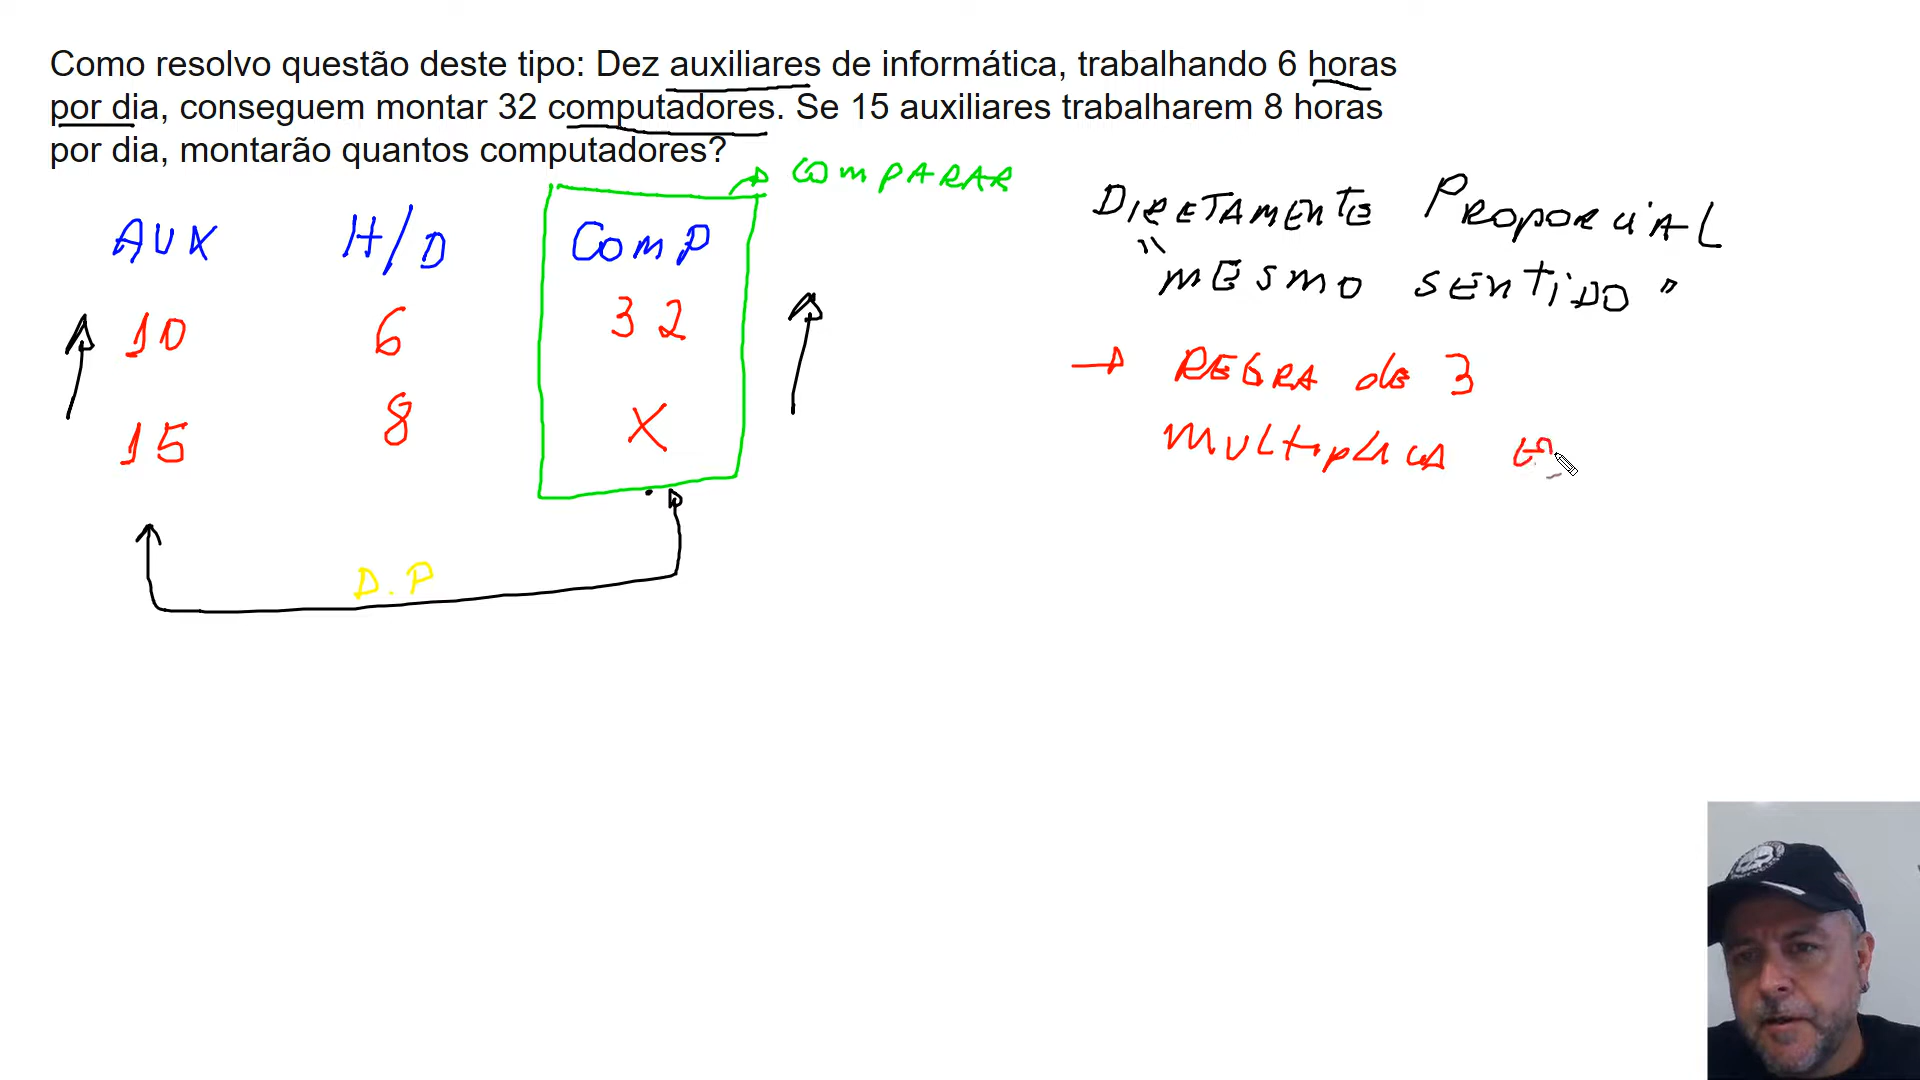 Como resolvo questão deste tipo: Dez auxiliares de informática, trabalhando 6 horas
por dia, conseguem montar 32 computadores. Se 15 auxiliares trabalharem 8 horas
por dia, montarão quantos computadores?
COMPARAR
AUX H/D COMP
10 6 32
15 8 X
D.P
DIRETAMENTE PROPORCIAL
"MESMO SENTIDO"
→ REGRA de 3
MULTIPLICA